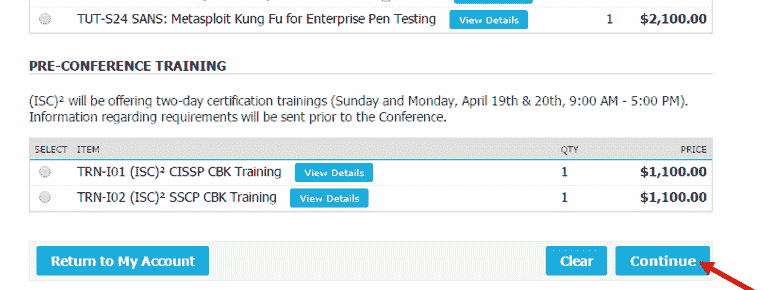 TUT-S24 SANS: Metasploit Kung Fu for Enterprise Pen Testing View Details 1 $2,100.00
PRE-CONFERENCE TRAINING
(ISC)² will be offering two-day certification trainings (Sunday and Monday, April 19th & 20th, 9:00 AM - 5:00 PM).
Information regarding requirements will be sent prior to the Conference.
SELECT ITEM QTY PRICE
TRN-I01 (ISC)² CISSP CBK Training View Details 1 $1,100.00
TRN-I02 (ISC)² SSCP CBK Training View Details 1 $1,100.00
Return to My Account Clear Continue